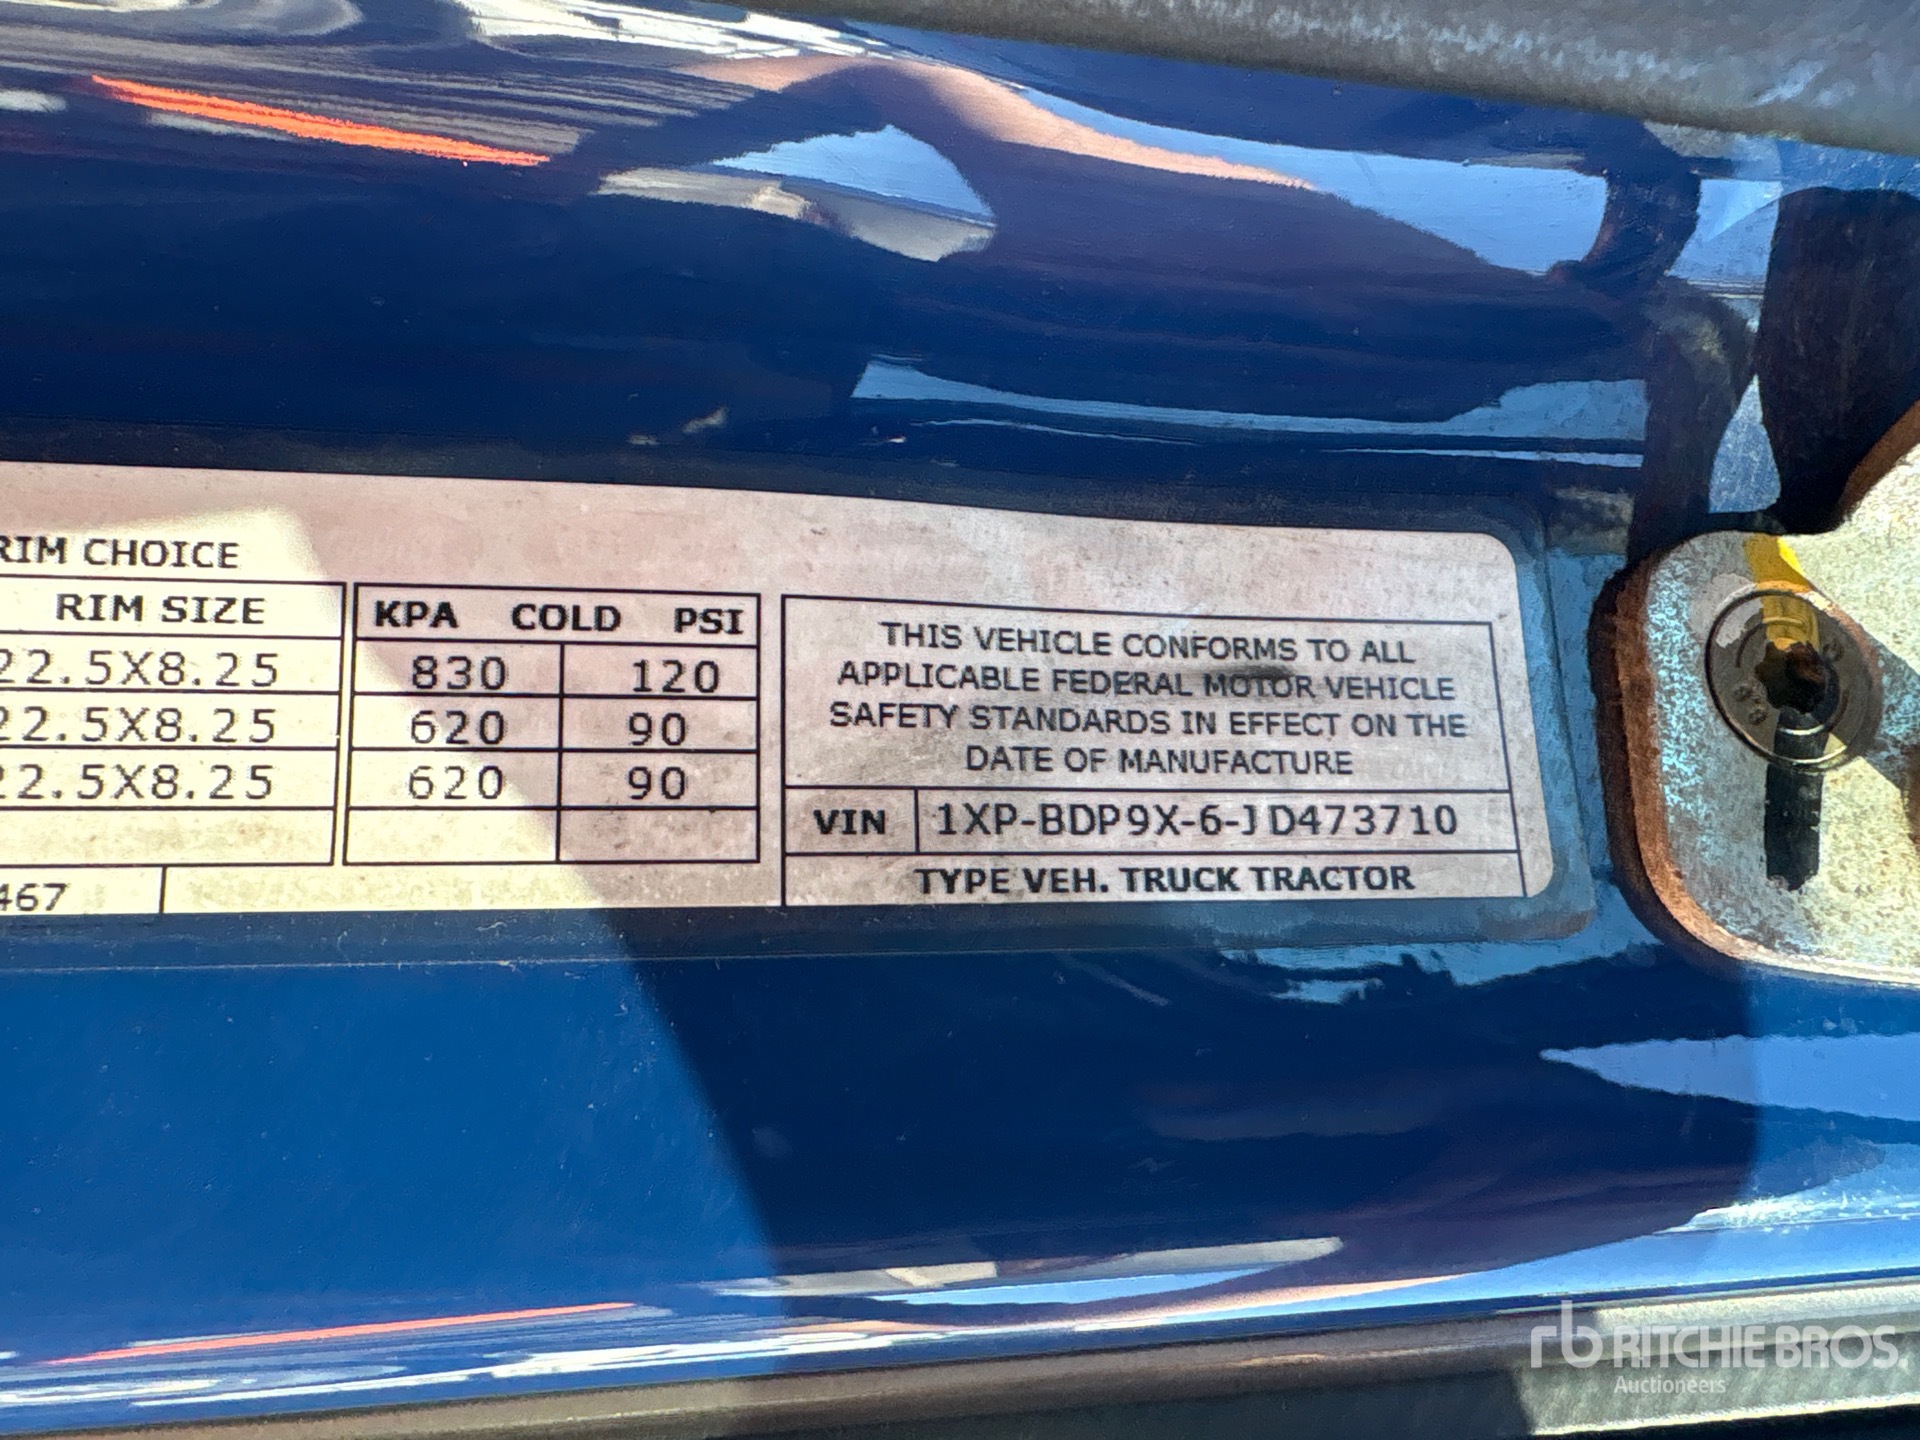 RIM CHOICE
RIM SIZE KPA COLD PSI
22.5X8.25 830 120
22.5X8.25 620 90
22.5X8.25 620 90
467
THIS VEHICLE CONFORMS TO ALL
APPLICABLE FEDERAL MOTOR VEHICLE
SAFETY STANDARDS IN EFFECT ON THE
DATE OF MANUFACTURE
VIN 1XP-BDP9X-6-JD473710
TYPE VEH. TRUCK TRACTOR
rb RITCHIE BROS.
Auctioneers